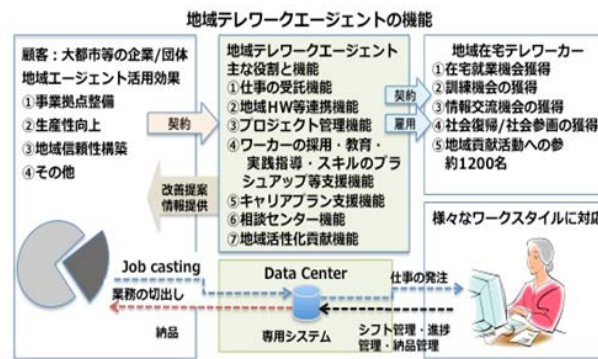 地域テレワークエージェントの機能
顧客：大都市等の企業/団体
地域エージェント活用効果
①事業拠点整備
②生産性向上
③地域信頼性構築
④その他
契約
改善提案
情報提供
地域テレワークエージェント
主な役割と機能
①仕事の受託機能
②地域HW等連携機能
③プロジェクト管理機能
④ワーカーの採用・教育・
実践指導・スキルのブラ
シュアップ等支援機能
⑤キャリアプラン支援機能
⑥相談センター機能
⑦地域活性化貢献機能
契約
雇用
地域在宅テレワーカー
①在宅就業機会獲得
②訓練機会の獲得
③情報交流機会の獲得
④社会復帰/社会参画の獲得
⑤地域貢献活動への参
約1200名
様々なワークスタイルに対応
Job casting
業務の切出し
納品
Data Center
専用システム
仕事の発注
シフト管理・進捗
管理・納品管理